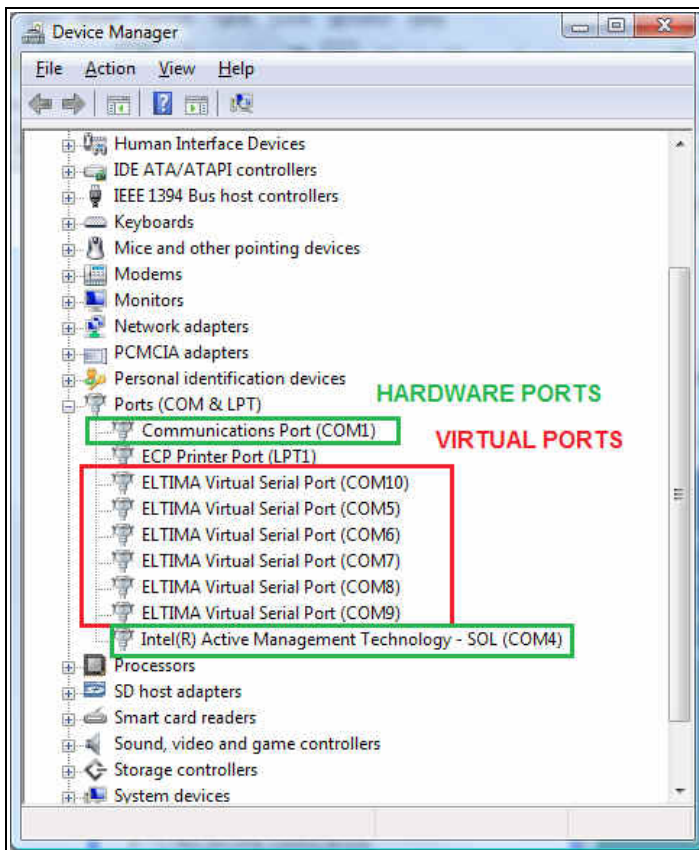 Device Manager
File Action View Help
Human Interface Devices
IDE ATA/ATAPI controllers
IEEE 1394 Bus host controllers
Keyboards
Mice and other pointing devices
Modems
Monitors
Network adapters
PCMCIA adapters
Personal identification devices
HARDWARE PORTS
Ports (COM & LPT)
Communications Port (COM1)
VIRTUAL PORTS
ECP Printer Port (LPT1)
ELTIMA Virtual Serial Port (COM10)
ELTIMA Virtual Serial Port (COM5)
ELTIMA Virtual Serial Port (COM6)
ELTIMA Virtual Serial Port (COM7)
ELTIMA Virtual Serial Port (COM8)
ELTIMA Virtual Serial Port (COM9)
Intel(R) Active Management Technology - SOL (COM4)
Processors
SD host adapters
Smart card readers
Sound, video and game controllers
Storage controllers
System devices